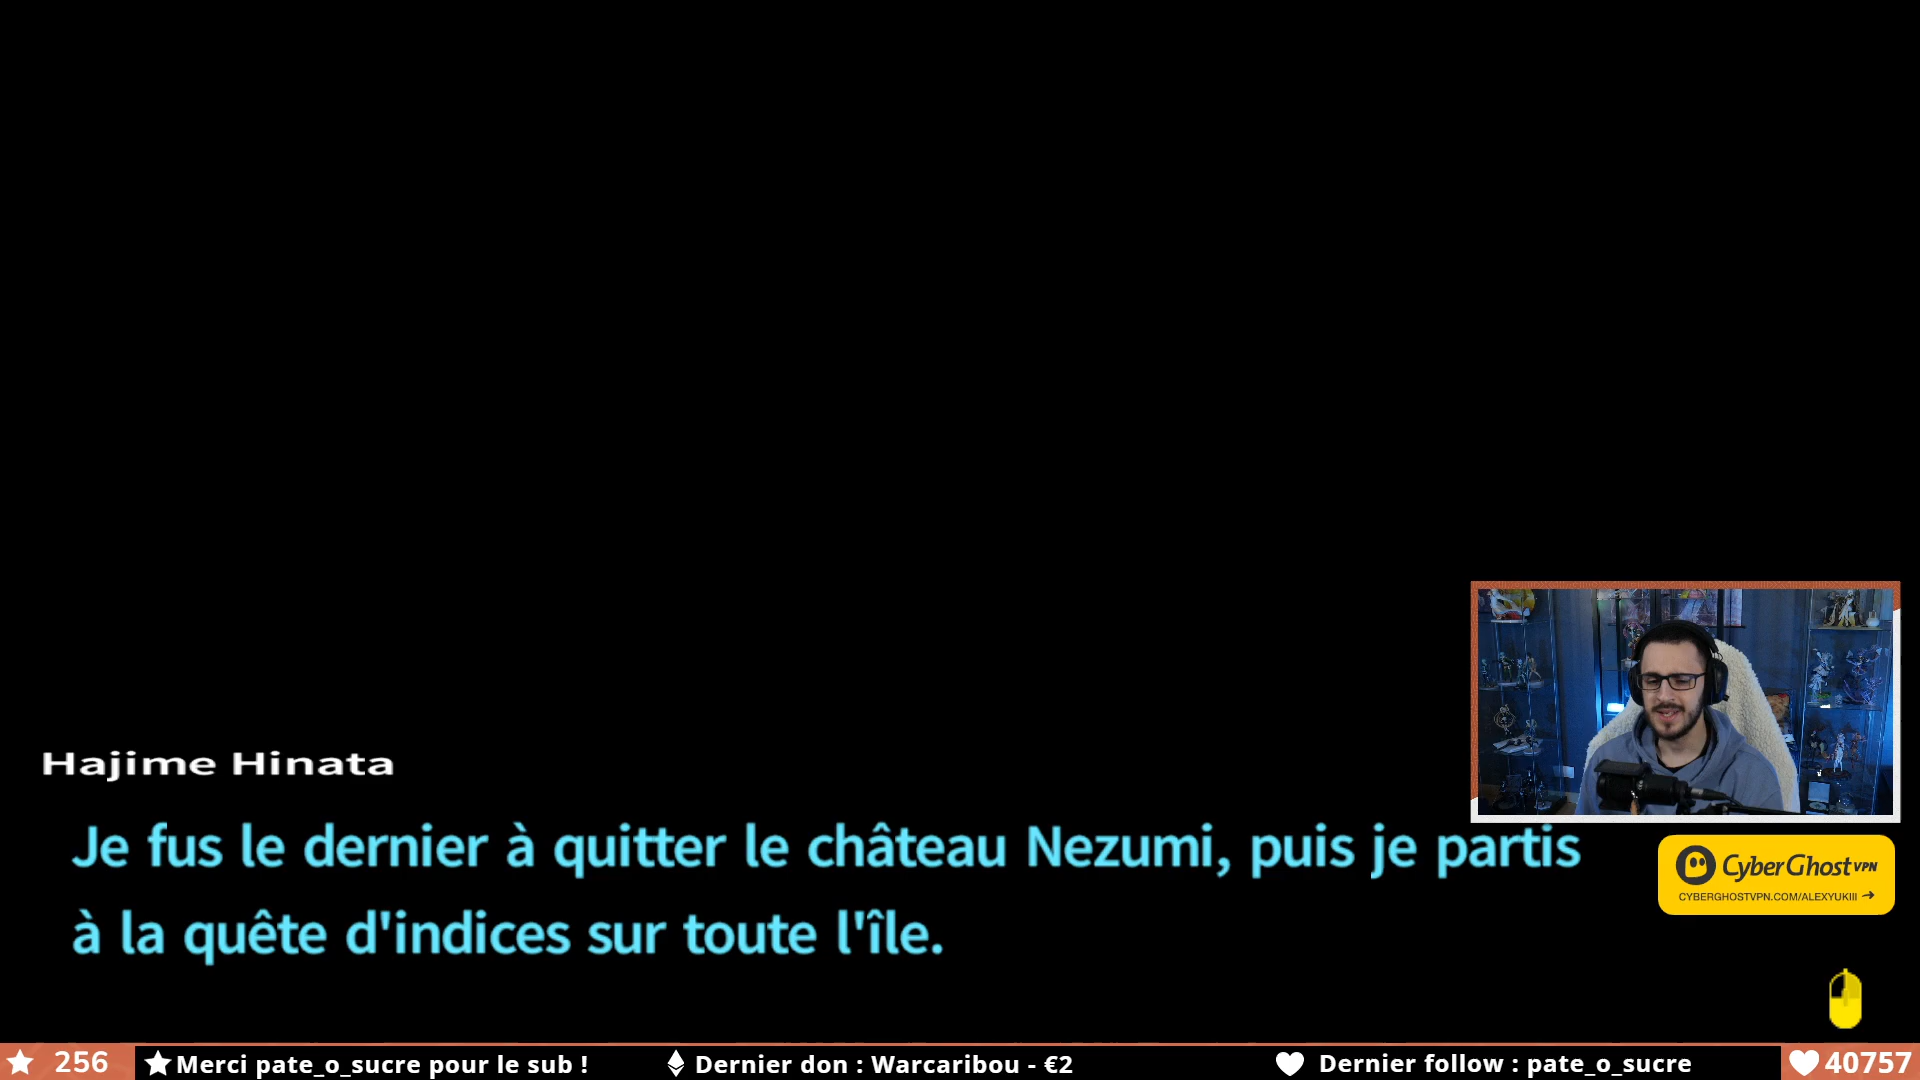 Hajime Hinata
Je fus le dernier à quitter le château Nezumi, puis je partis
à la quête d'indices sur toute l'île.
CyberGhost VPN
CYBERGHOSTVPN.COM/ALEXYUKIII
256
Merci pate_o_sucre pour le sub !
Dernier don : Warcaribou - €2
Dernier follow : pate_o_sucre
40757